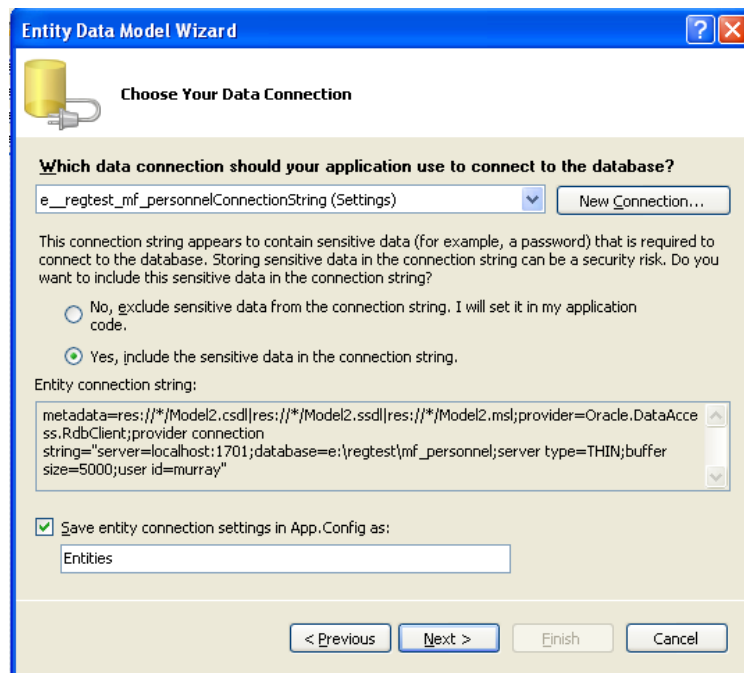 Entity Data Model Wizard
Choose Your Data Connection
Which data connection should your application use to connect to the database?
e__regtest_mf_personnelConnectionString (Settings)
New Connection...
This connection string appears to contain sensitive data (for example, a password) that is required to
connect to the database. Storing sensitive data in the connection string can be a security risk. Do you
want to include this sensitive data in the connection string?
No, exclude sensitive data from the connection string. I will set it in my application
code.
Yes, include the sensitive data in the connection string.
Entity connection string:
metadata=res://*/Model2.csdl|res://*/Model2.ssdl|res://*/Model2.msl;provider=Oracle.DataAcce
ss.RdbClient;provider connection
string="server=localhost:1701;database=e:\regtest\mf_personnel;server type=THIN;buffer
size=5000;user id=murray"
Save entity connection settings in App.Config as:
Entities
< Previous
Next >
Finish
Cancel